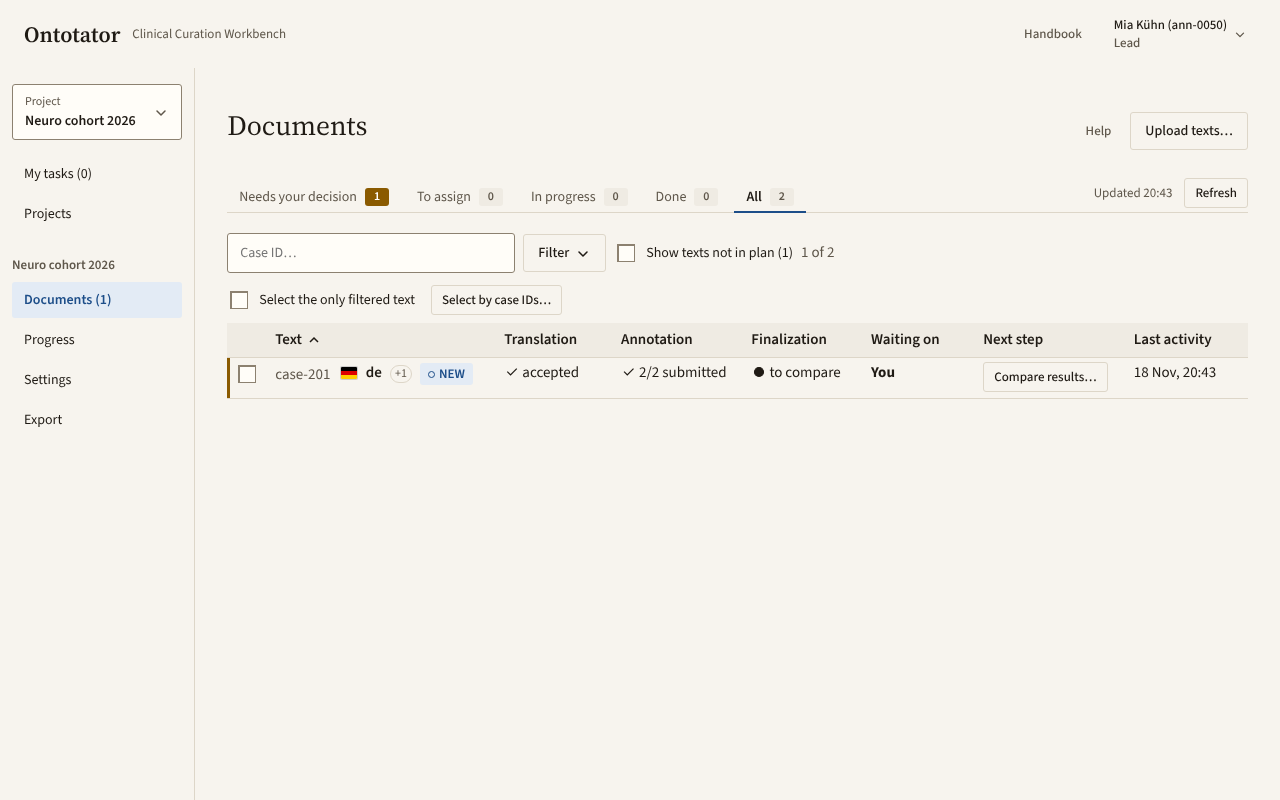 Ontotator Clinical Curation Workbench Handbook Mia Kühn (ann-0050)
Lead
Project
Neuro cohort 2026
My tasks (0)
Projects
Neuro cohort 2026
Documents (1)
Progress
Settings
Export
Documents
Help Upload texts…
Needs your decision 1 To assign 0 In progress 0 Done 0 All 2 Updated 20:43 Refresh
Case ID… Filter Show texts not in plan (1) 1 of 2
Select the only filtered text Select by case IDs…
Text Translation Annotation Finalization Waiting on Next step Last activity
case-201 de +1 NEW accepted 2/2 submitted to compare You Compare results… 18 Nov, 20:43